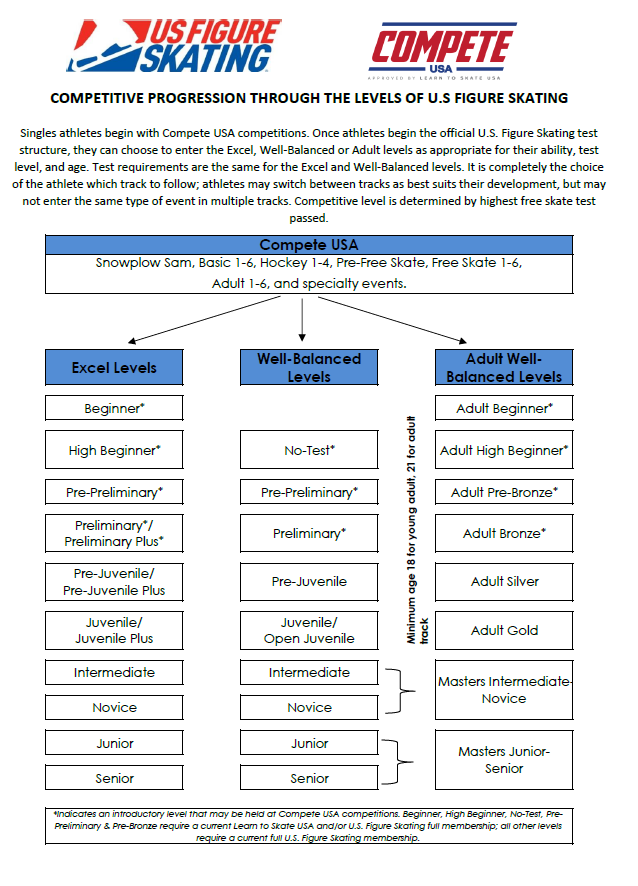 US FIGURE
SKATING.
COMPETE
USA
APPROVED BY LEARN TO SKATE USA
COMPETITIVE PROGRESSION THROUGH THE LEVELS OF U.S FIGURE SKATING
Singles athletes begin with Compete USA competitions. Once athletes begin the official U.S. Figure Skating test
structure, they can choose to enter the Excel, Well-Balanced or Adult levels as appropriate for their ability, test
level, and age. Test requirements are the same for the Excel and Well-Balanced levels. It is completely the choice
of the athlete which track to follow; athletes may switch between tracks as best suits their development, but may
not enter the same type of event in multiple tracks. Competitive level is determined by highest free skate test
passed.
Compete USA
Snowplow Sam, Basic 1-6, Hockey 1-4, Pre-Free Skate, Free Skate 1-6,
Adult 1-6, and specialty events.
Excel Levels
Beginner*
High Beginner*
Pre-Preliminary*
Preliminary*/
Preliminary Plus*
Pre-Juvenile/
Pre-Juvenile Plus
Juvenile/
Juvenile Plus
Intermediate
Novice
Junior
Senior
Well-Balanced
Levels
No-Test*
Pre-Preliminary*
Preliminary*
Pre-Juvenile
Juvenile/
Open Juvenile
Intermediate
Novice
Junior
Senior
Minimum age 18 for young adult, 21 for adult
track
Adult Well-
Balanced Levels
Adult Beginner*
Adult High Beginner*
Adult Pre-Bronze*
Adult Bronze*
Adult Silver
Adult Gold
Masters Intermediate-
Novice
Masters Junior-
Senior
*Indicates an introductory level that may be held at Compete USA competitions. Beginner, High Beginner, No-Test, Pre-
Preliminary & Pre-Bronze require a current Learn to Skate USA and/or U.S. Figure Skating full membership; all other levels
require a current full U.S. Figure Skating membership.